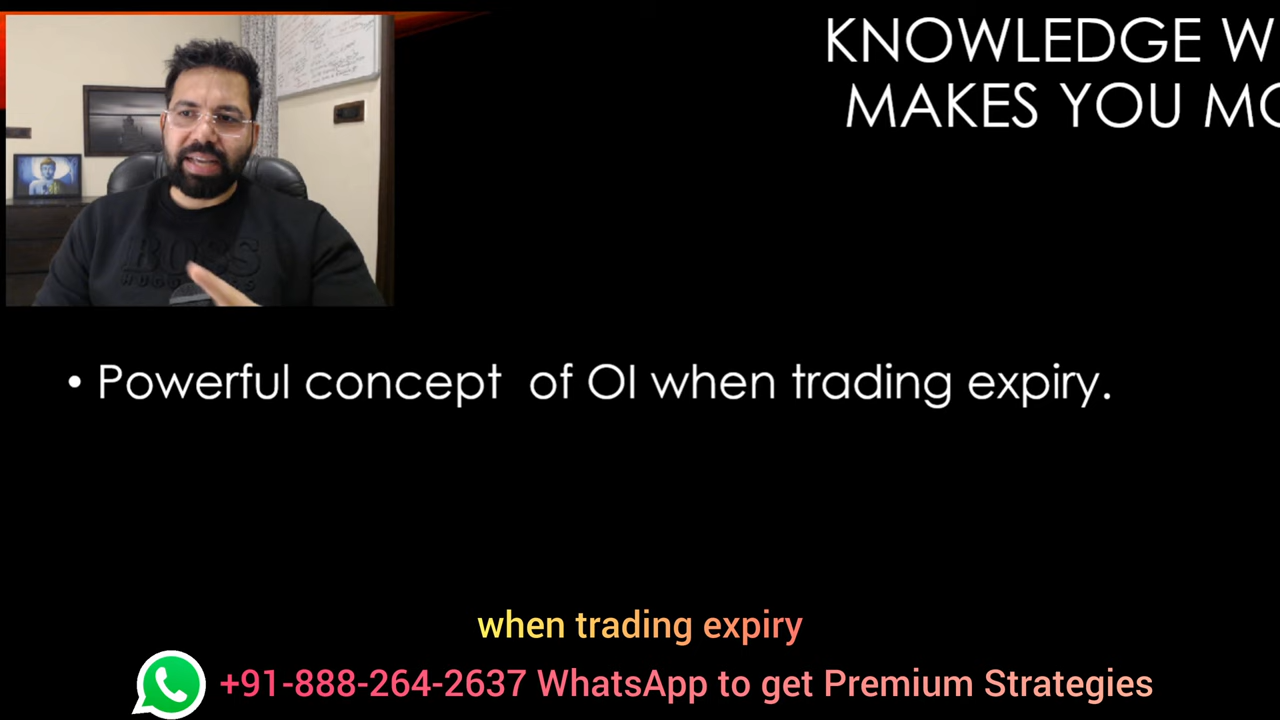 KNOWLEDGE W
MAKES YOU MO
BOSS
• Powerful concept of OI when trading expiry.
when trading expiry
+91-888-264-2637 WhatsApp to get Premium Strategies